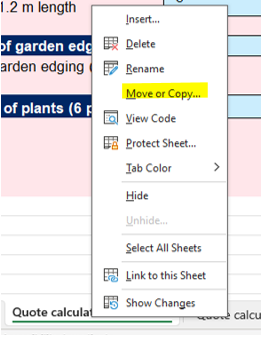 1.2 m length
of garden edg
arden edging (
of plants (6 p
Insert...
Delete
Rename
Move or Copy...
View Code
Protect Sheet...
Tab Color
Hide
Unhide...
Select All Sheets
Link to this Sheet
Show Changes
Quote calculat
Quote calcu